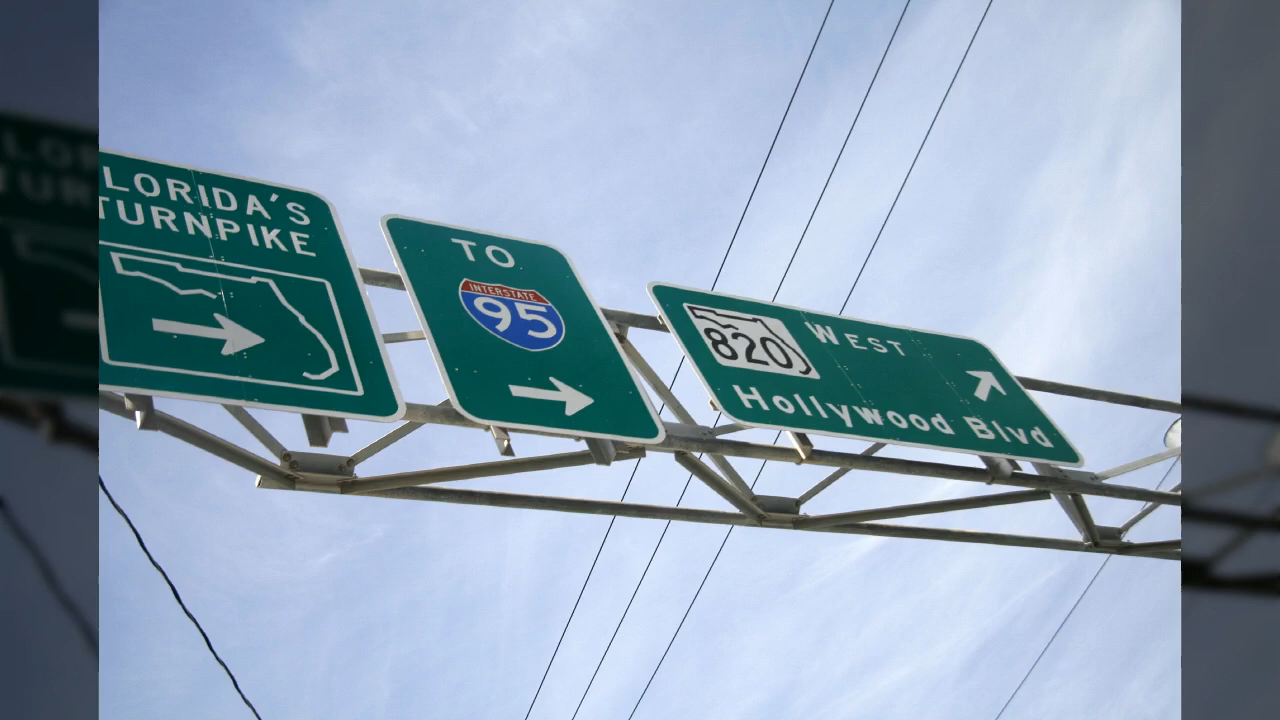 LORIDA'S
TURNPIKE
TO
INTERSTATE
95
820
WEST
Hollywood Blvd